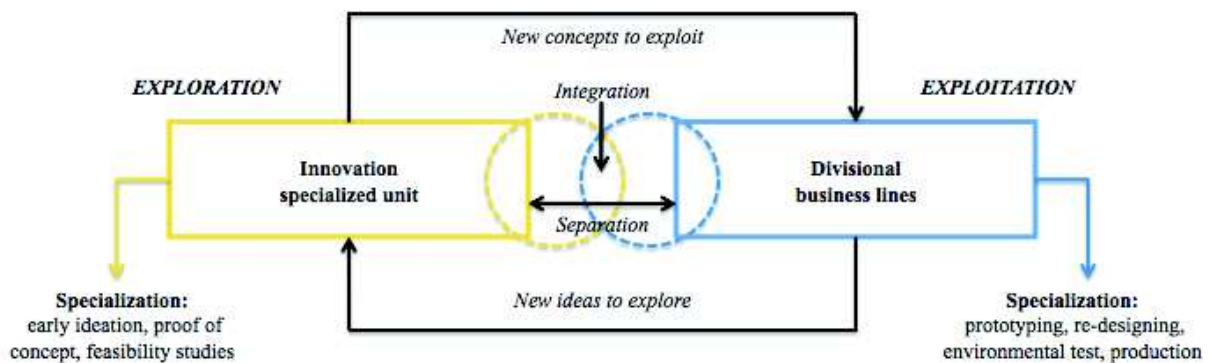 New concepts to exploit
EXPLORATION
Integration
EXPLOITATION
Innovation
specialized unit
Divisional
business lines
Separation
New ideas to explore
Specialization:
early ideation, proof of
concept, feasibility studies
Specialization:
prototyping, re-designing,
environmental test, production